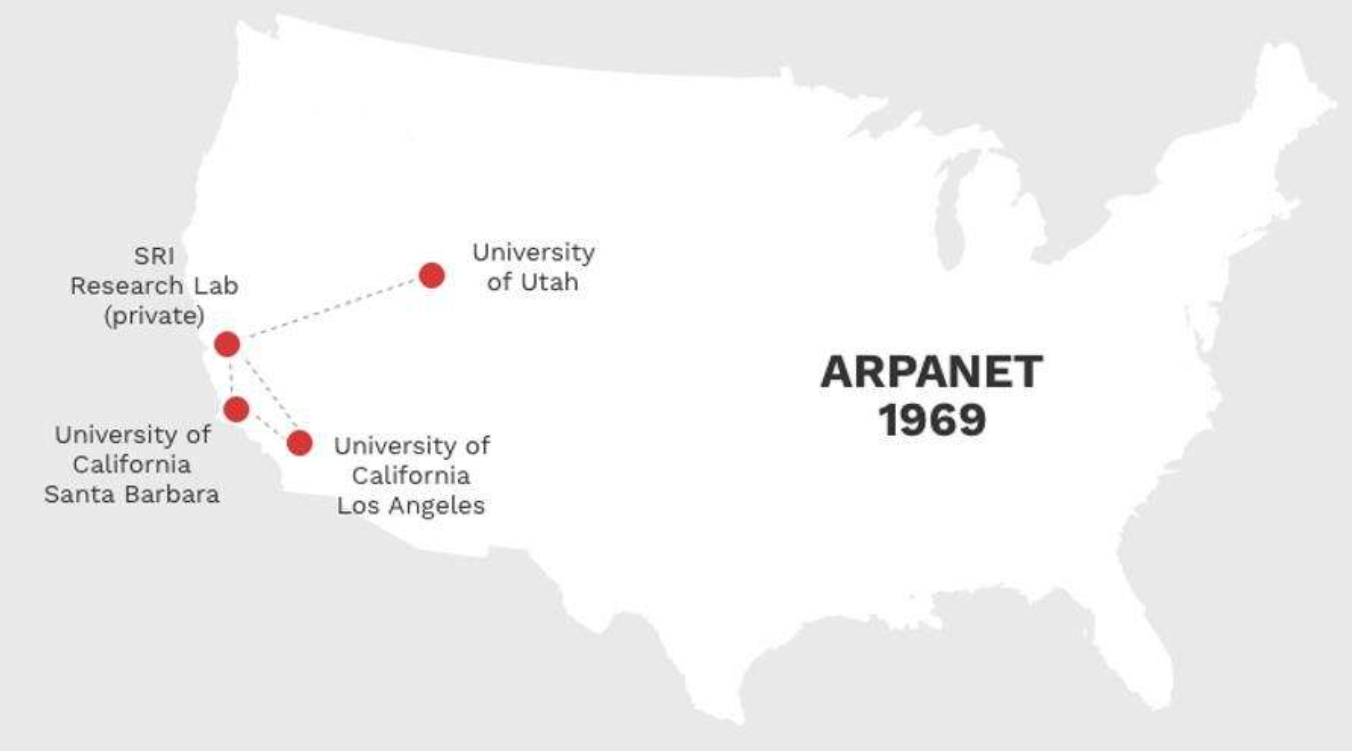 SRI
Research Lab
(private)
University
of Utah
ARPANET
1969
University of
California
Santa Barbara
University of
California
Los Angeles